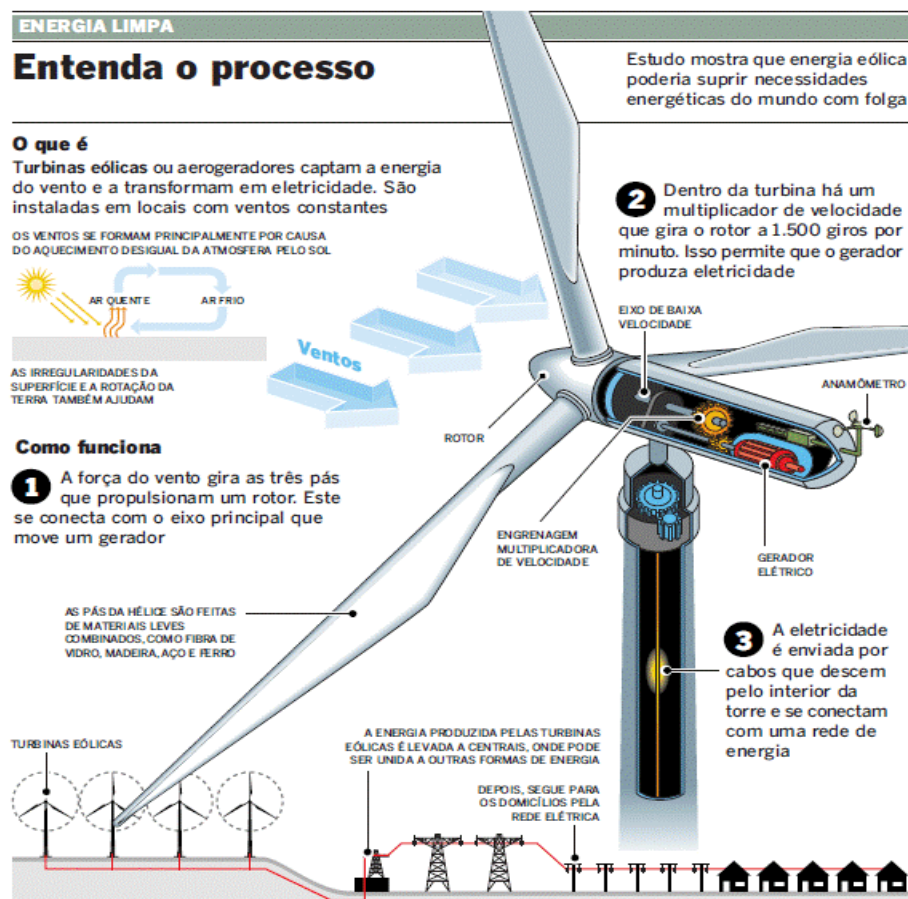 ENERGIA LIMPA
Entenda o processo
Estudo mostra que energia eólica
poderia suprir necessidades
energéticas do mundo com folga
O que é
Turbinas eólicas ou aerogeradores captam a energia
do vento e a transformam em eletricidade. São
instaladas em locais com ventos constantes
OS VENTOS SE FORMAM PRINCIPALMENTE POR CAUSA
DO AQUECIMENTO DESIGUAL DA ATMOSFERA PELO SOL
AR QUENTE
AR FRIO
AS IRREGULARIDADES DA
SUPERFÍCIE E A ROTAÇÃO DA
TERRA TAMBÉM AJUDAM
Ventos
Como funciona
1 A força do vento gira as três pás
que propulsionam um rotor. Este
se conecta com o eixo principal que
move um gerador
2 Dentro da turbina há um
multiplicador de velocidade
que gira o rotor a 1.500 giros por
minuto. Isso permite que o gerador
produza eletricidade
EIXO DE BAIXA
VELOCIDADE
ANAMÔMETRO
ROTOR
ENGRENAGEM
MULTIPLICADORA
DE VELOCIDADE
GERADOR
ELÉTRICO
AS PÁS DA HÉLICE SÃO FEITAS
DE MATERIAIS LEVES
COMBINADOS, COMO FIBRA DE
VIDRO, MADEIRA, AÇO E FERRO
3 A eletricidade
é enviada por
cabos que descem
pelo interior da
torre e se conectam
com uma rede de
energia
TURBINAS EÓLICAS
A ENERGIA PRODUZIDA PELAS TURBINAS
EÓLICAS É LEVADA A CENTRAIS, ONDE PODE
SER UNIDA A OUTRAS FORMAS DE ENERGIA
DEPOIS, SEGUE PARA
OS DOMICÍLIOS PELA
REDE ELÉTRICA